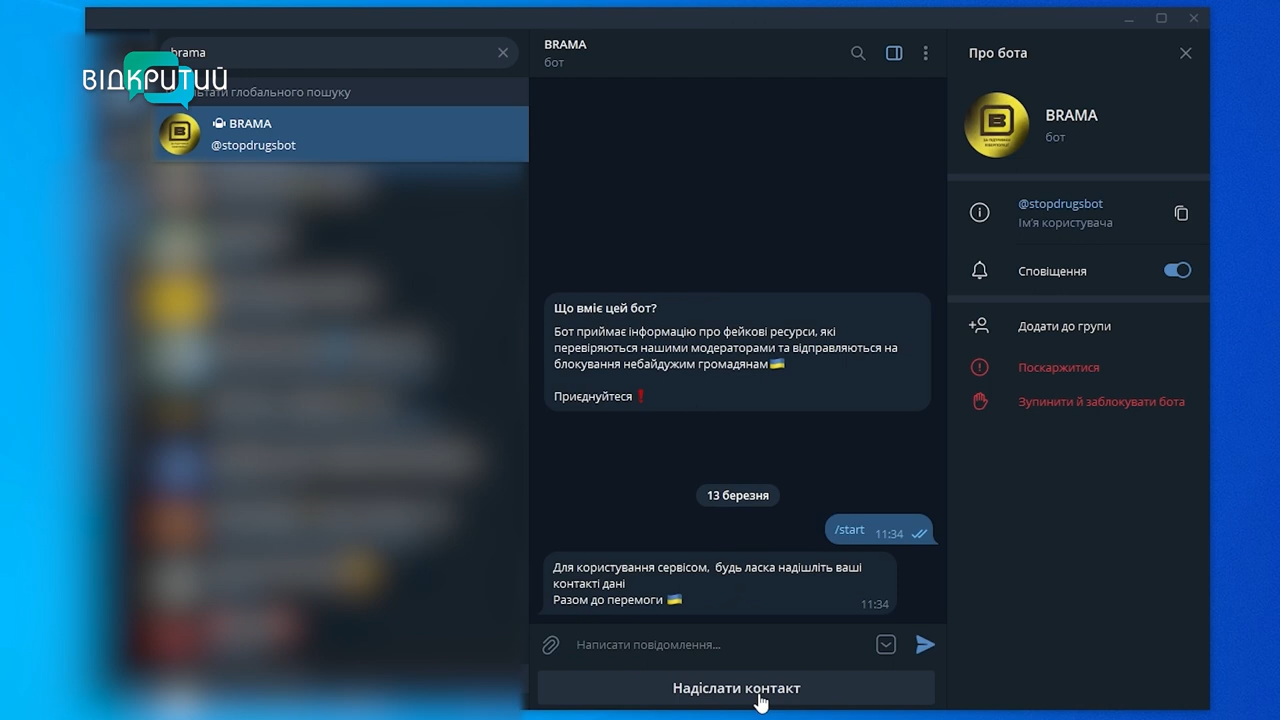 brama
ВІДКРИТИЙ
глобального пошуку
BRAMA
@stopdrugsbot
BRAMA
бот
Що вміє цей бот?
Бот приймає інформацію про фейкові ресурси, які
перевіряються нашими модераторами та відправляються на
блокування небайдужим громадянам🇺🇦
Приєднуйтеся❗
13 березня
/start 11:34
Для користування сервісом, будь ласка надішліть ваші
контакті дані
Разом до перемоги 🇺🇦
11:34
Написати повідомлення...
Надіслати контакт
Про бота
BRAMA
бот
@stopdrugsbot
Ім'я користувача
Сповіщення
Додати до групи
Поскаржитися
Зупинити й заблокувати бота